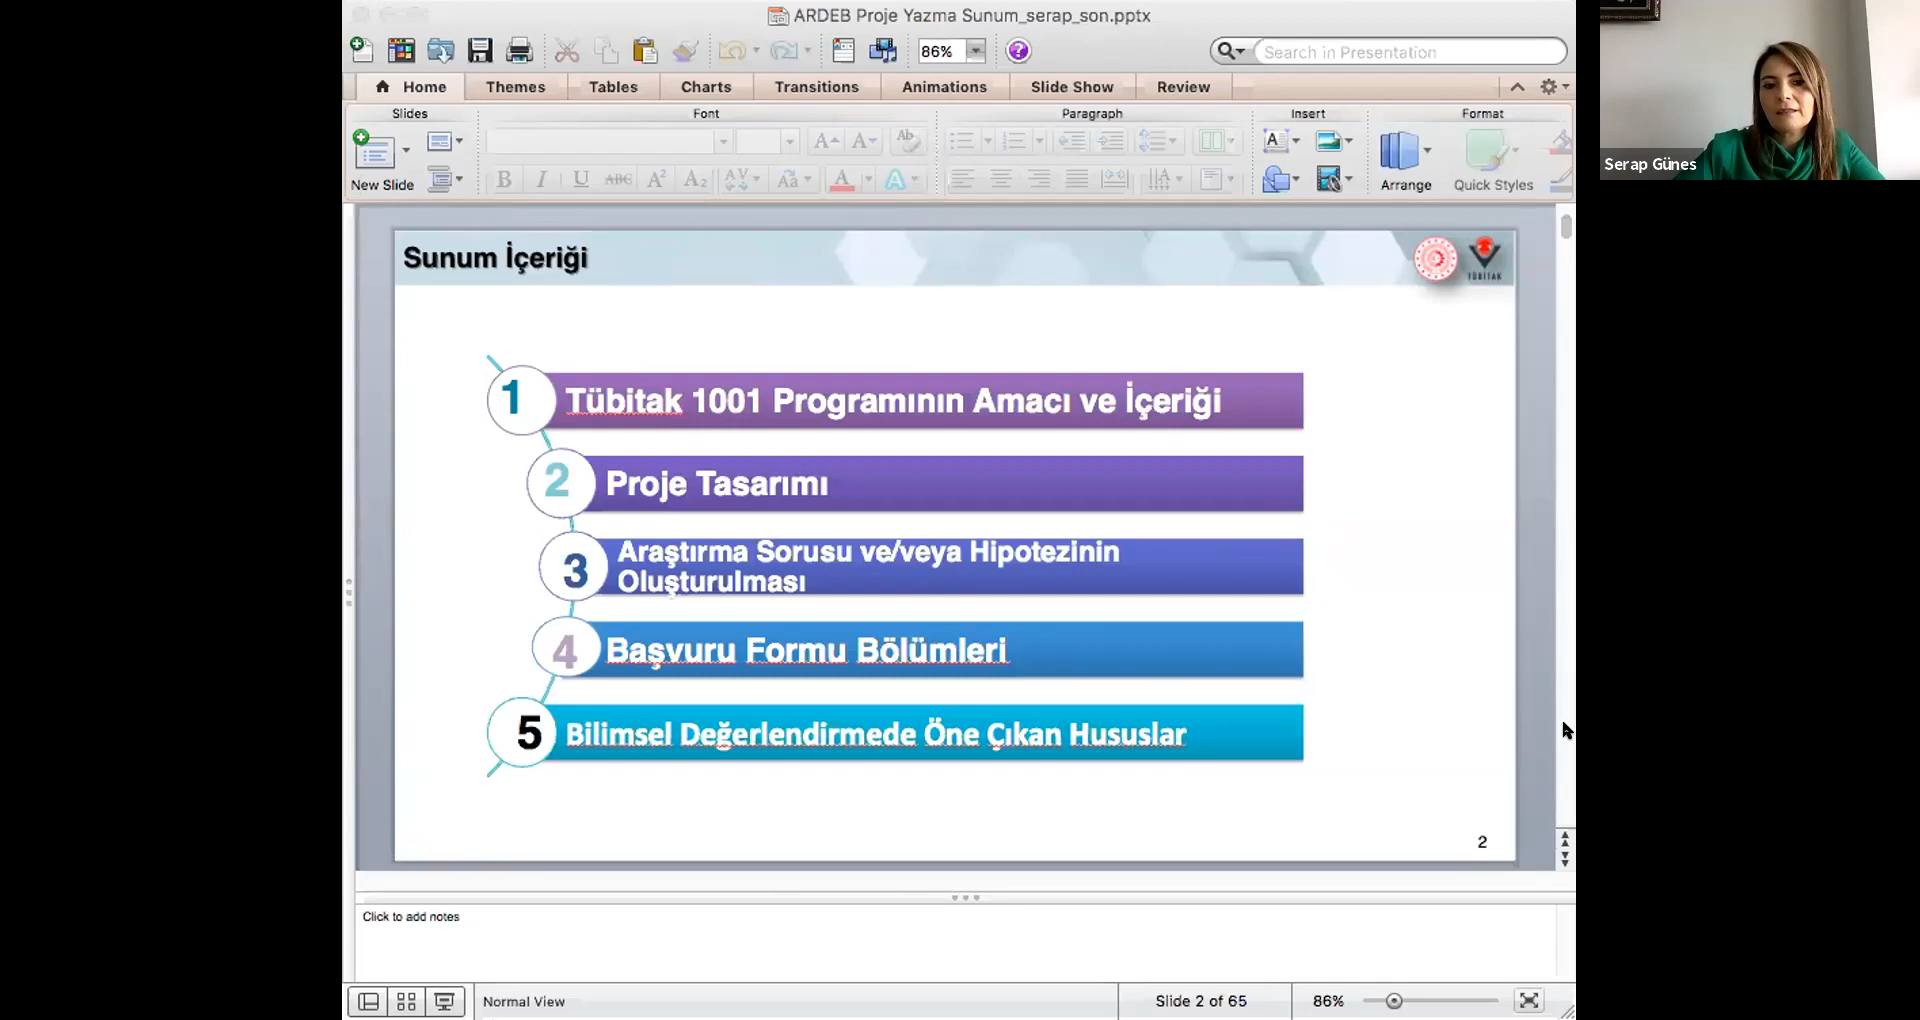 ARDEB Proje Yazma Sunum_serap_son.pptx
86%
Search in Presentation
Home
Themes
Tables
Charts
Transitions
Animations
Slide Show
Review
Slides
Font
Paragraph
Insert
Format
New Slide
Arrange
Quick Styles
Serap Günes
Sunum İçeriği
TÜBİTAK
1 Tübitak 1001 Programının Amacı ve İçeriği
2 Proje Tasarımı
3 Araştırma Sorusu ve/veya Hipotezinin
Oluşturulması
4 Başvuru Formu Bölümleri
5 Bilimsel Değerlendirmede Öne Çıkan Hususlar
2
Click to add notes
Normal View
Slide 2 of 65
86%